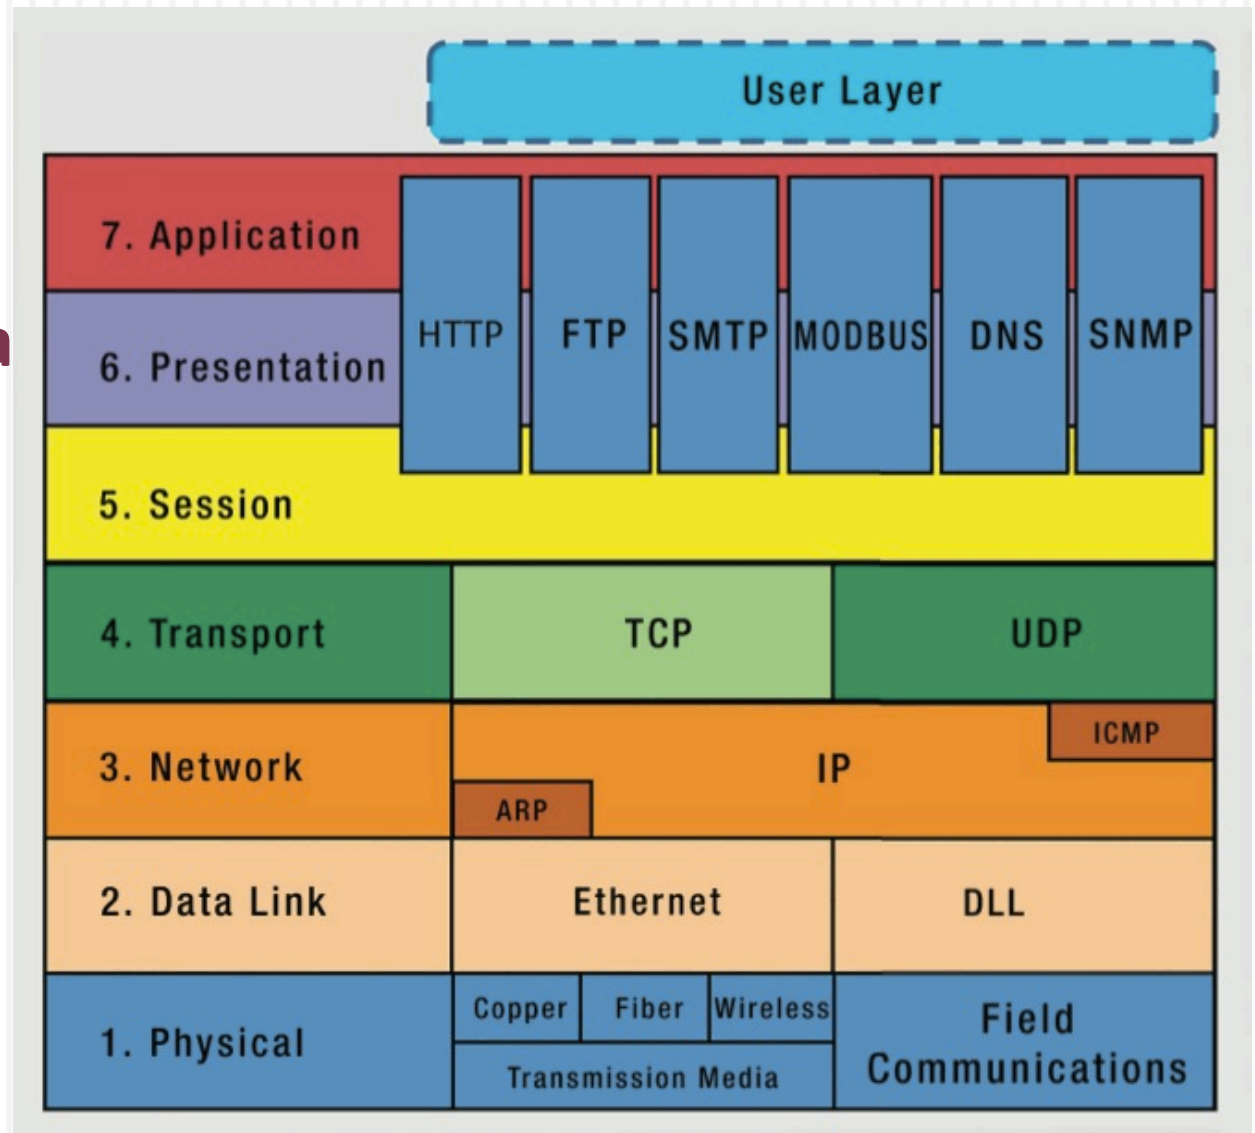 User Layer
7. Application
HTTP FTP SMTP MODBUS DNS SNMP
6. Presentation
5. Session
4. Transport TCP UDP
ICMP
3. Network IP
ARP
2. Data Link Ethernet DLL
Copper Fiber Wireless
1. Physical
Field
Communications
Transmission Media